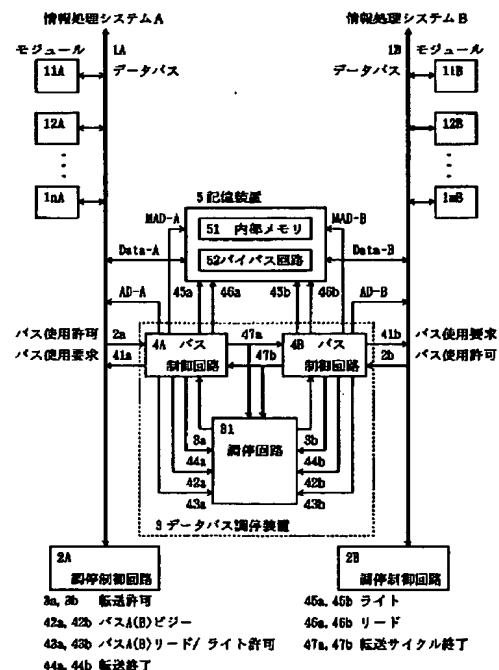 情報処理システムA
情報処理システムB
モジュール
1A
1B
モジュール
11A
データバス
データバス
11B
12A
12B
1nA
1mB
5 記憶装置
MAD-A
MAD-B
51 内部メモリ
52バイパス回路
Data-A
Data-B
45a
46a
45b
46b
AD-A
AD-B
バス使用許可
2a
4A
バス
制御回路
47a
4B
バス
制御回路
41b
バス使用要求
バス使用要求
41a
47b
2b
バス使用許可
31
調停回路
3a
3b
44a
44b
42a
42b
43a
43b
3 データバス調停装置
2A
調停制御回路
2B
調停制御回路
3a, 3b 転送許可
45a, 45b ライト
42a, 42b バスA(B)ビジー
46a, 46b リード
43a, 43b バスA(B)リード/ ライト許可
47a, 47b 転送サイクル終了
44a, 44b 転送終了